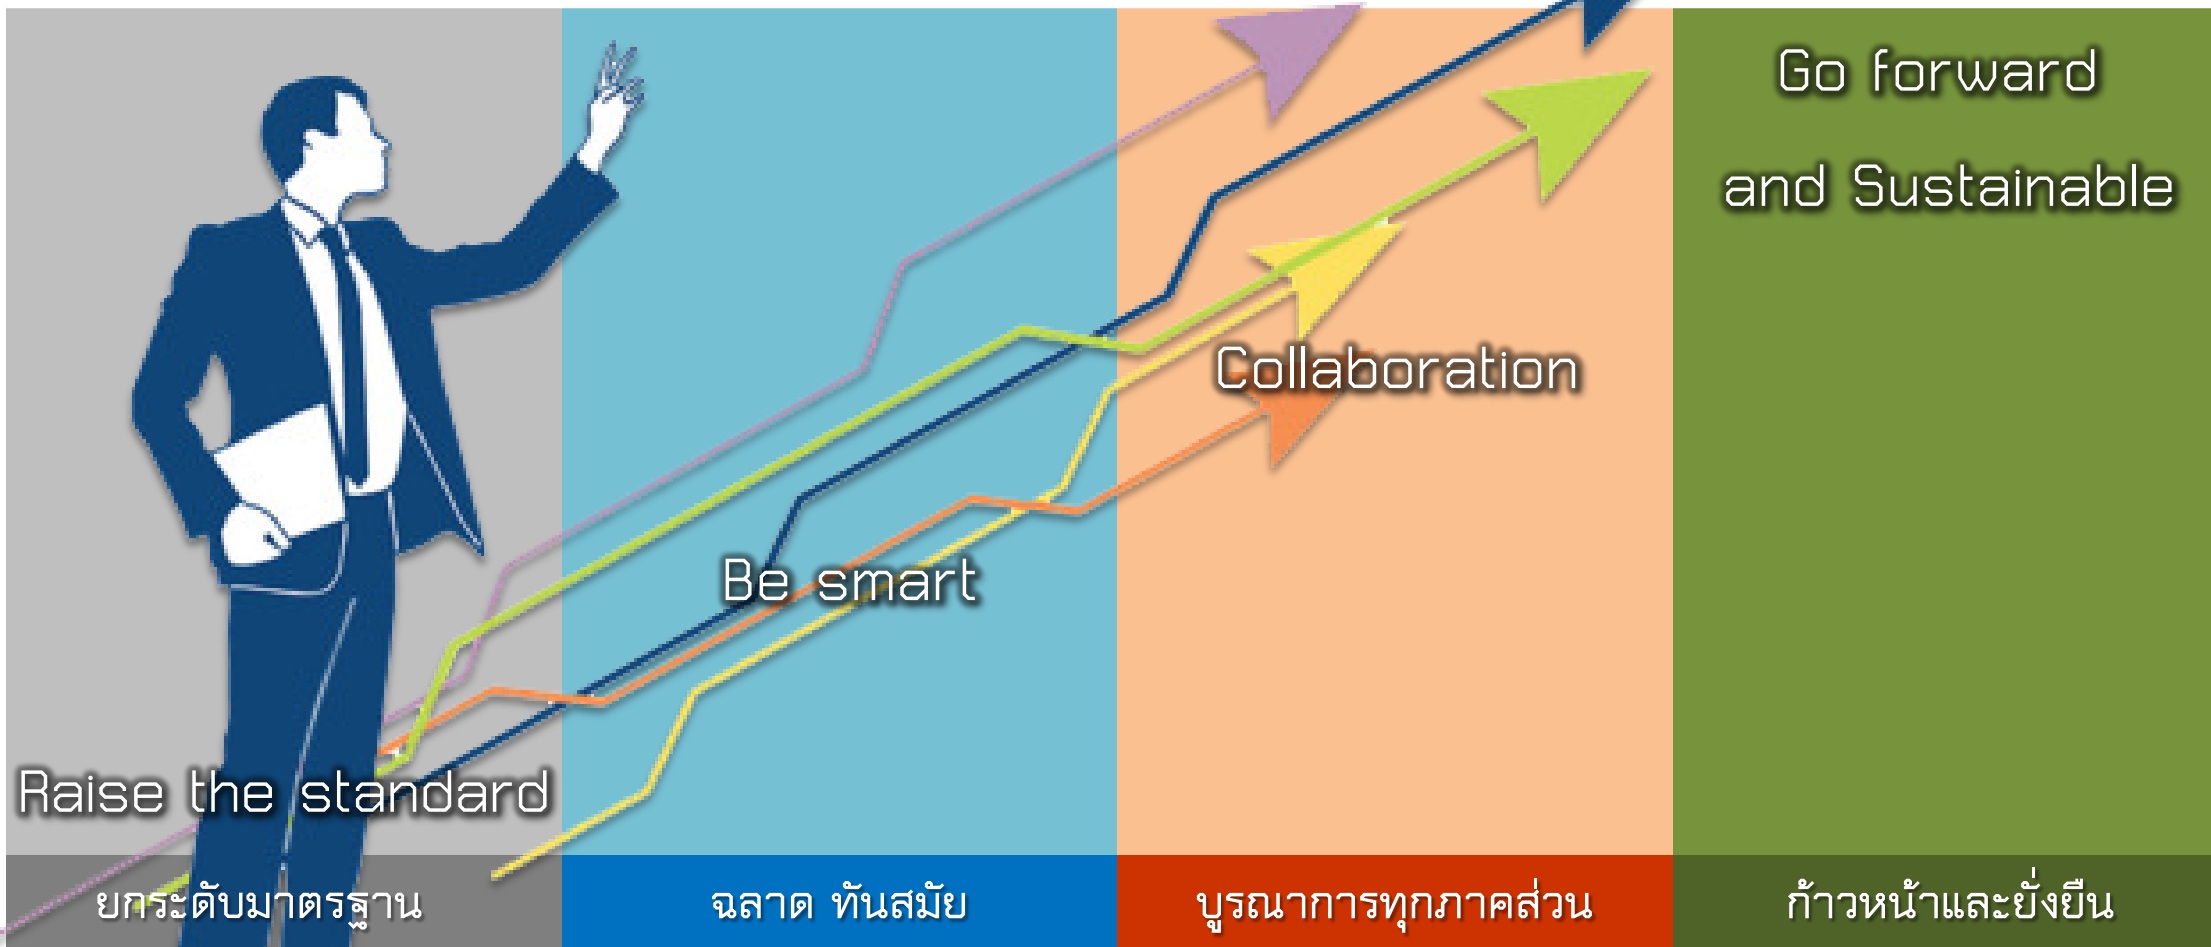 Go forward
and Sustainable
Collaboration
Be smart
Raise the standard
ยกระดับมาตรฐาน
ฉลาด ทันสมัย
บูรณาการทุกภาคส่วน
ก้าวหน้าและยั่งยืน